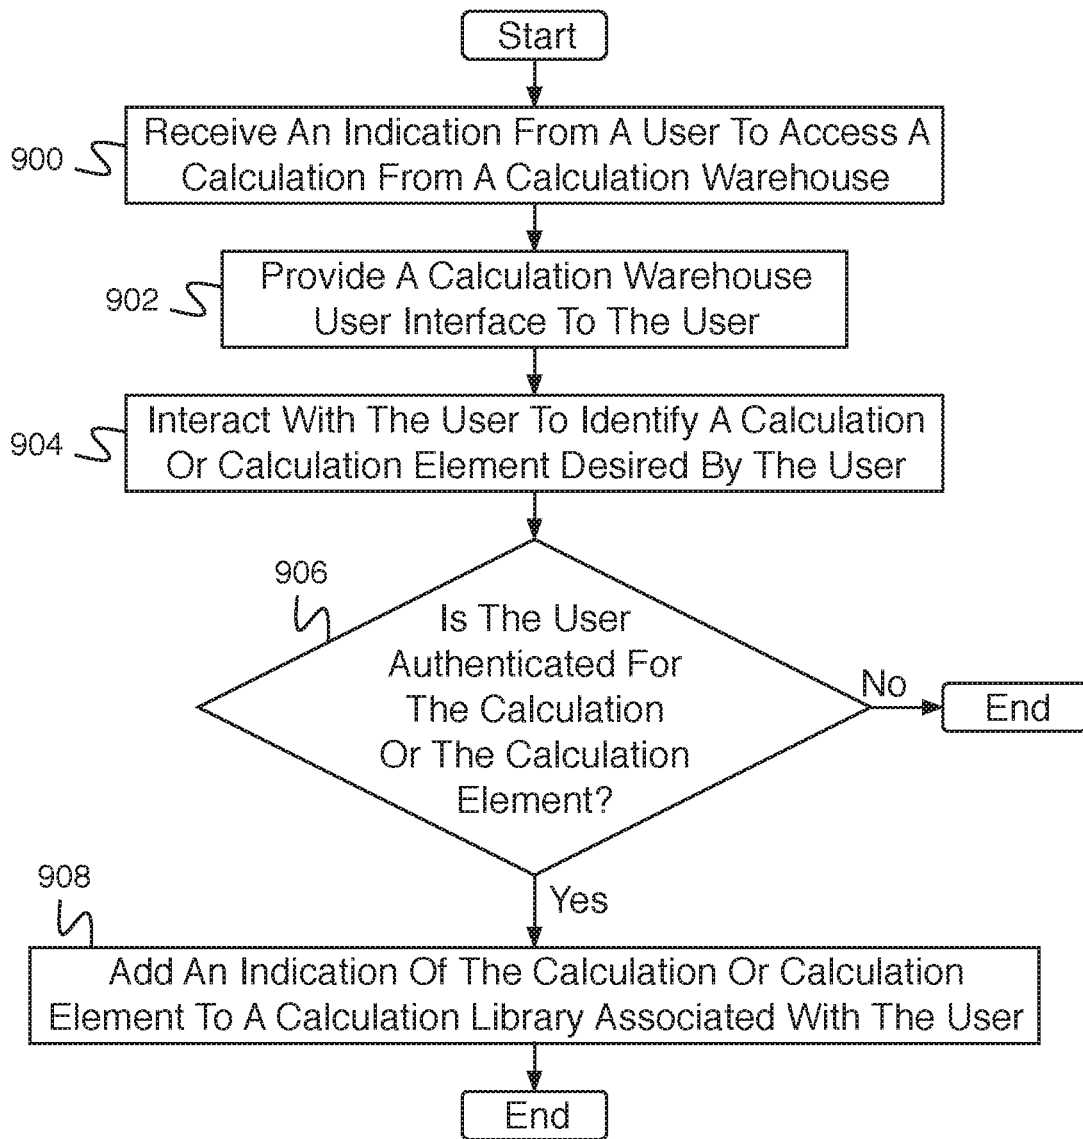 Start
900
Receive An Indication From A User To Access A
Calculation From A Calculation Warehouse
902
Provide A Calculation Warehouse
User Interface To The User
904
Interact With The User To Identify A Calculation
Or Calculation Element Desired By The User
906
Is The User
Authenticated For
The Calculation
Or The Calculation
Element?
No
End
Yes
908
Add An Indication Of The Calculation Or Calculation
Element To A Calculation Library Associated With The User
End